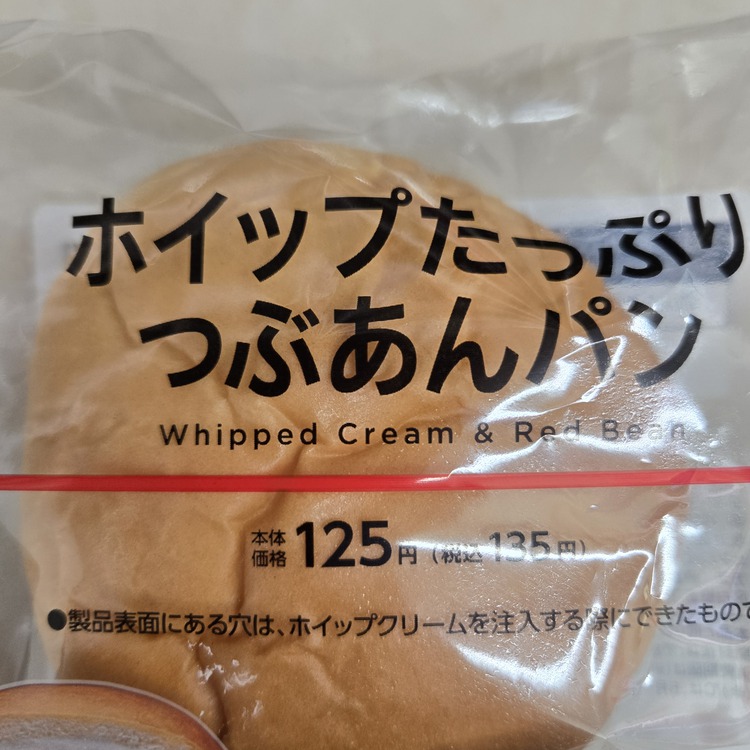 ホイップたっぷり
つぶあんパン
Whipped Cream & Red Bean
本体価格 125円 (税込 135円)
●製品表面にある穴は、ホイップクリームを注入する際にできたもので